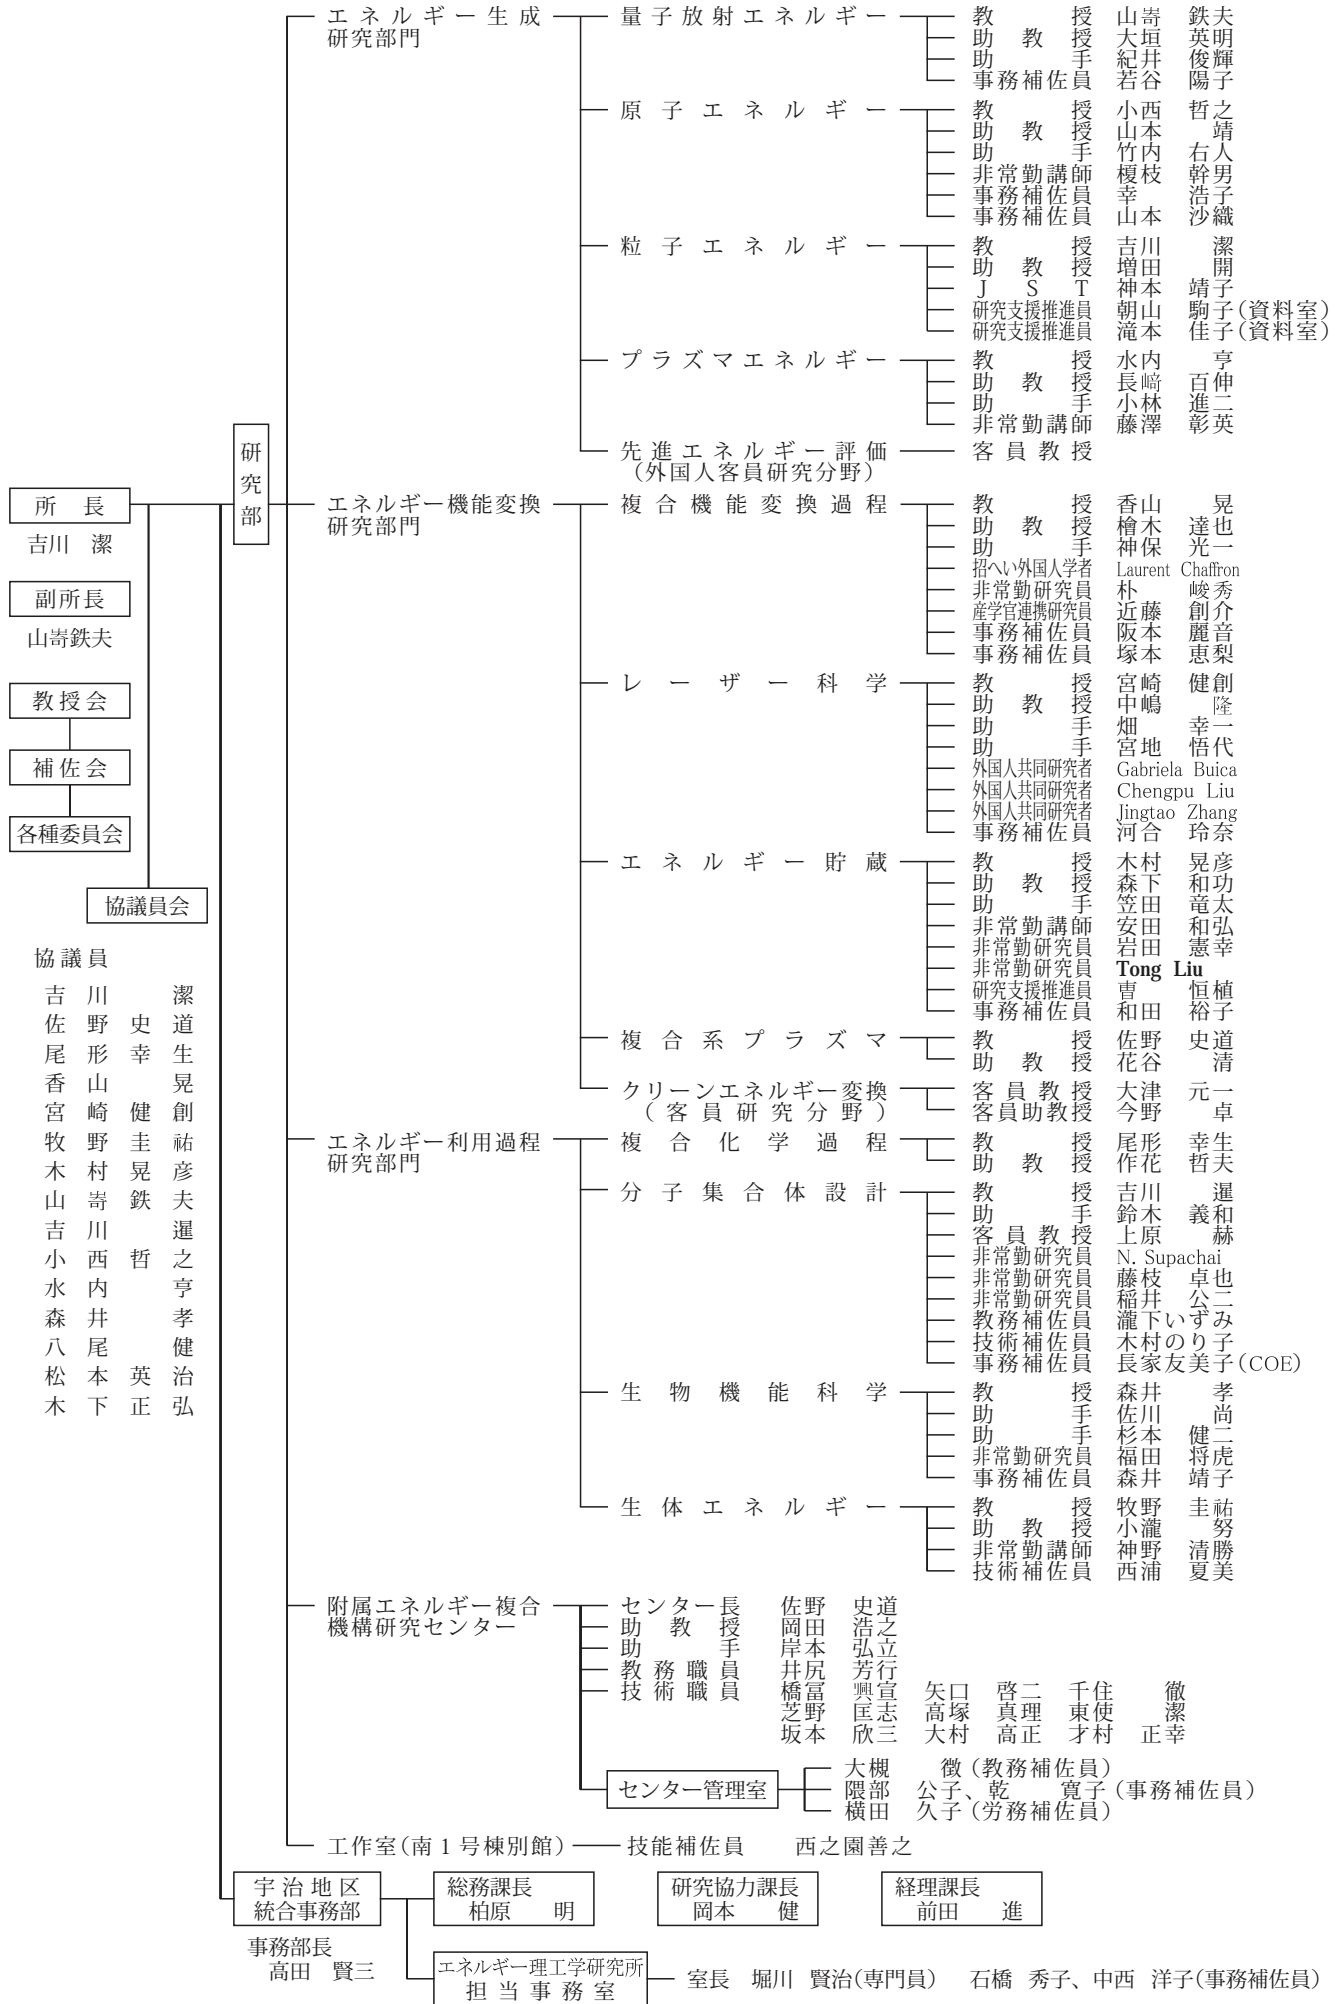 エネルギー生成
研究部門
量子放射エネルギー
教授 山嵜 鉄夫
助教授 大垣 英明
助手 紀井 俊輝
事務補佐員 若谷 陽子
原子エネルギー
教授 小西 哲之
助教授 山本 靖
助手 竹内 右人
非常勤講師 榎枝 幹男
事務補佐員 幸 浩子
事務補佐員 山本 沙織
粒子エネルギー
教授 吉川 潔
助教授 増田 開
JST 神本 靖子
研究支援推進員 朝山 駒子(資料室)
研究支援推進員 滝本 佳子(資料室)
プラズマエネルギー
教授 水内 亨
助教授 長﨑 百伸
助手 小林 進二
非常勤講師 藤澤 彰英
先進エネルギー評価
(外国人客員研究分野)
客員教授
研究部
所長
吉川 潔
副所長
山嵜鉄夫
教授会
補佐会
各種委員会
協議員会
協議員
吉川 潔
佐野史道
尾形幸生
香山 晃
宮崎健創
牧野圭祐
木村晃彦
山嵜鉄夫
吉川 暹
小西哲之
水内 亨
森井 孝
八尾 健
松本英治
木下正弘
エネルギー機能変換
研究部門
複合機能変換過程
教授 香山 晃
助教授 檜木 達也
助手 神保 光一
招へい外国人学者 Laurent Chaffron
非常勤研究員 朴 峻秀
産学官連携研究員 近藤 創介
事務補佐員 阪本 麗音
事務補佐員 塚本 恵梨
レーザー科学
教授 宮崎 健創
助教授 中嶋 隆
助手 畑 幸一
助手 宮地 悟代
外国人共同研究者 Gabriela Buica
外国人共同研究者 Chengpu Liu
外国人共同研究者 Jingtao Zhang
事務補佐員 河合 玲奈
エネルギー貯蔵
教授 木村 晃彦
助教授 森下 和功
助手 笠田 竜太
非常勤講師 安田 和弘
非常勤研究員 岩田 憲幸
非常勤研究員 Tong Liu
研究支援推進員 曺 恒植
事務補佐員 和田 裕子
複合系プラズマ
教授 佐野 史道
助教授 花谷 清
クリーンエネルギー変換
(客員研究分野)
客員教授 大津 元一
客員助教授 今野 卓
エネルギー利用過程
研究部門
複合化学過程
教授 尾形 幸生
助教授 作花 哲夫
分子集合体設計
教授 吉川 暹
助手 鈴木 義和
客員教授 上原 赫
非常勤研究員 N. Supachai
非常勤研究員 藤枝 卓也
非常勤研究員 稲井 公二
教務補佐員 瀧下いずみ
技術補佐員 木村のり子
事務補佐員 長家友美子(COE)
生物機能科学
教授 森井 孝
助手 佐川 尚
助手 杉本 健二
非常勤研究員 福田 将虎
事務補佐員 森井 靖子
生体エネルギー
教授 牧野 圭祐
助教授 小瀧 努
非常勤講師 神野 清勝
技術補佐員 西浦 夏美
附属エネルギー複合
機構研究センター
センター長 佐野 史道
助教授 岡田 浩之
助手 岸本 弘立
教務職員 井尻 芳行
技術職員 橋冨 興宣 矢口 啓二 千住 徹
芝野 匡志 高塚 真理 東使 潔
坂本 欣三 大村 高正 才村 正幸
センター管理室
大槻 徴(教務補佐員)
隈部 公子、乾 寛子(事務補佐員)
横田 久子(労務補佐員)
工作室(南1号棟別館) 技能補佐員 西之園善之
宇治地区
統合事務部
事務部長
高田 賢三
総務課長
柏原 明
研究協力課長
岡本 健
経理課長
前田 進
エネルギー理工学研究所
担当事務室
室長 堀川 賢治(専門員) 石橋 秀子、中西 洋子(事務補佐員)